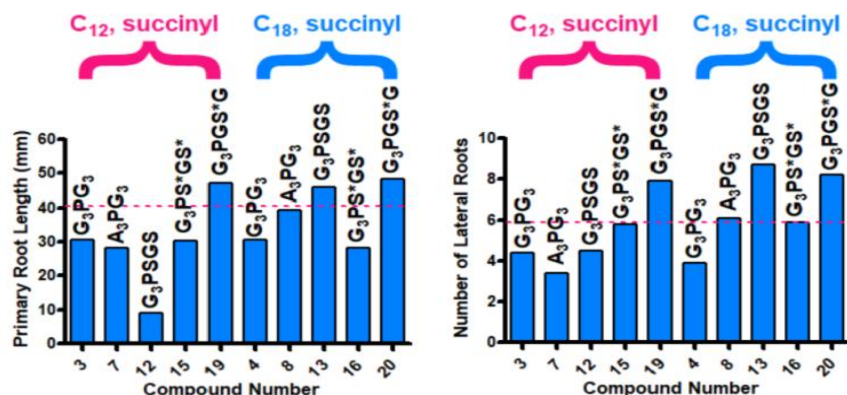 C₁₂, succinyl
C₁₈, succinyl
Primary Root Length (mm)
60
50
40
30
20
10
0
G₃PG₃
A₃PG₃
G₃PSGS
G₃PS*GS*
G₃PGS*G
G₃PG₃
A₃PG₃
G₃PSGS
G₃PS*GS*
G₃PGS*G
3
7
12
15
19
4
8
13
16
20
Compound Number
C₁₂, succinyl
C₁₈, succinyl
Number of Lateral Roots
10
8
6
4
2
0
G₃PG₃
A₃PG₃
G₃PSGS
G₃PS*GS*
G₃PGS*G
G₃PG₃
A₃PG₃
G₃PSGS
G₃PS*GS*
G₃PGS*G
3
7
12
15
19
4
8
13
16
20
Compound Number